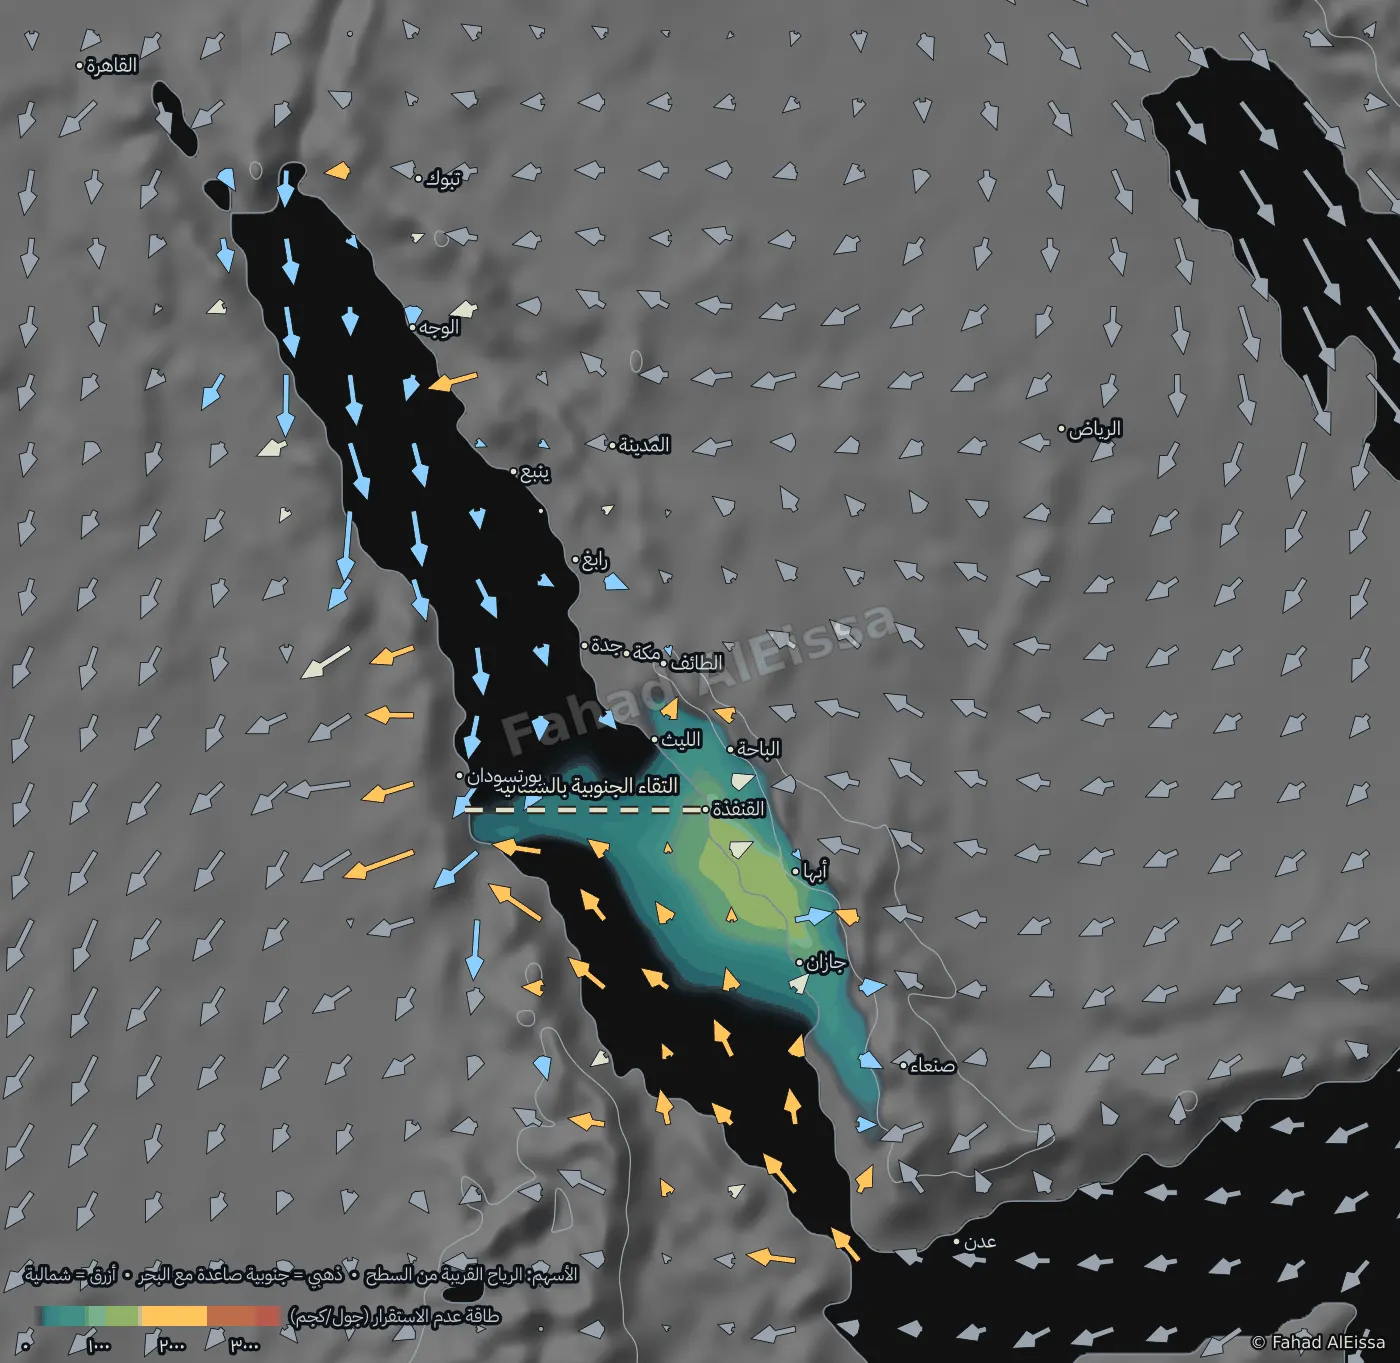 القاهرة
تبوك
الوجه
الرياض
المدينة
ينبع
رابغ
جدة
مكة
الطائف
Fahad AlEissa
الليث
الباحة
بورتسودان
التقاء الجنوبية بالشمالية
القنفذة
أبها
جازان
صنعاء
عدن
الأسهم: الرياح القريبة من السطح • ذهبي = جنوبية صاعدة مع البحر • أزرق = شمالية
طاقة عدم الاستقرار (جول/كجم)
٠ ١٠٠٠ ٢٠٠٠ ٣٠٠٠
© Fahad AlEissa